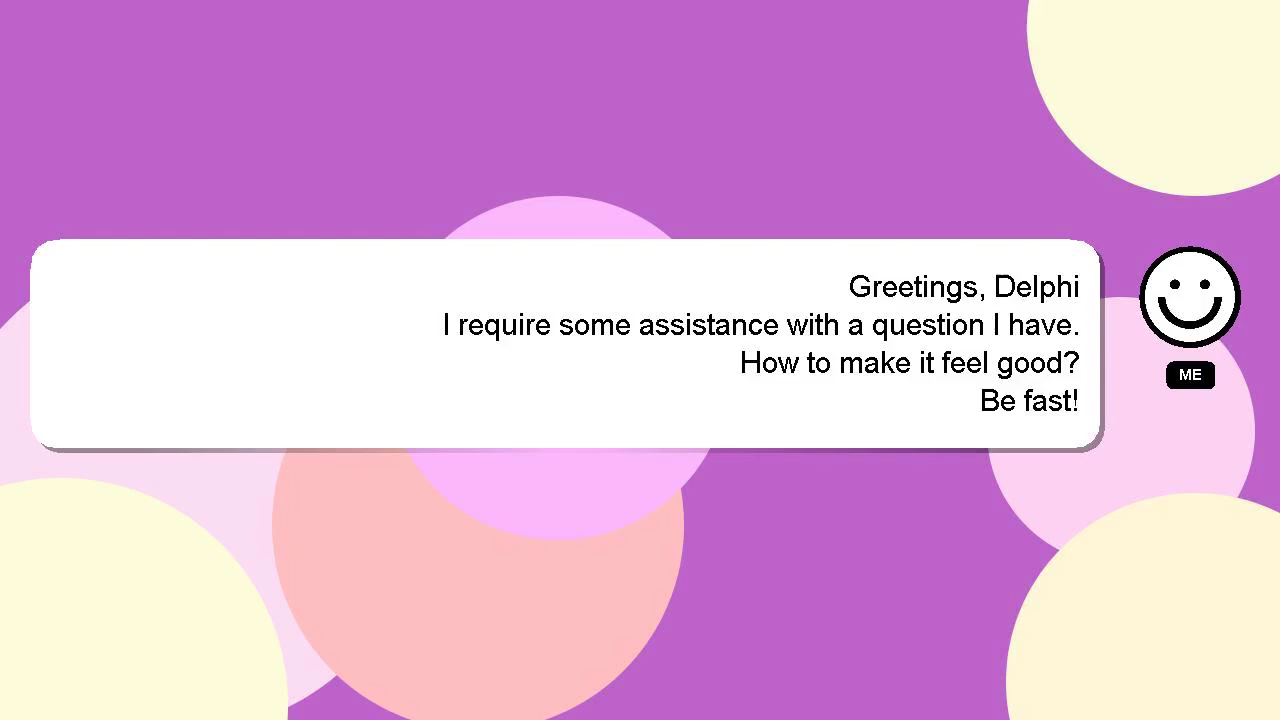 Greetings, Delphi
I require some assistance with a question I have.
How to make it feel good?
Be fast!
ME